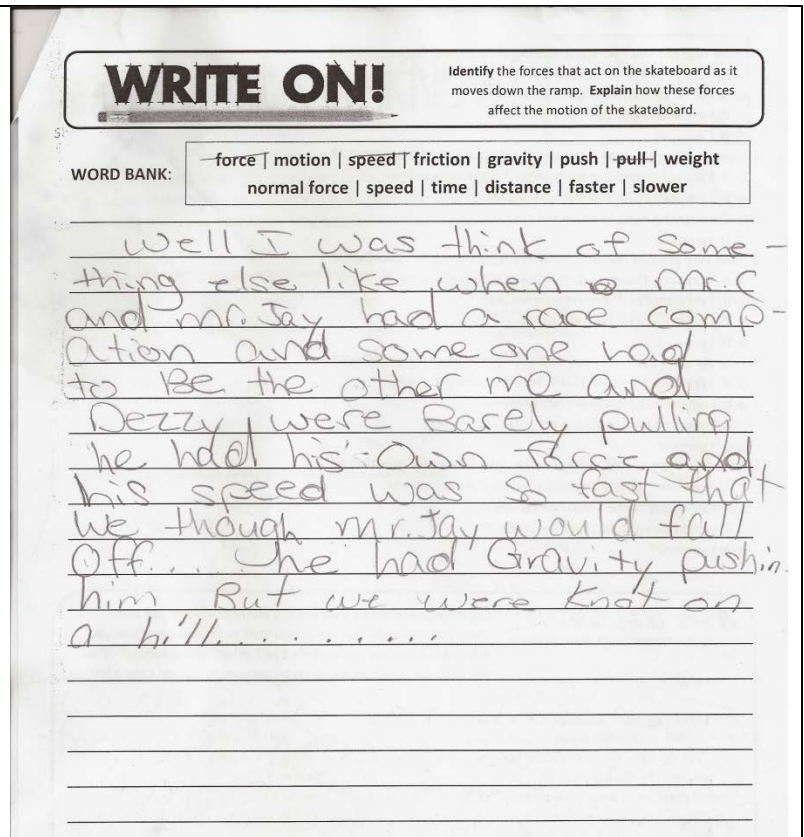 WRITE ON!
Identify the forces that act on the skateboard as it
moves down the ramp. Explain how these forces
affect the motion of the skateboard.
WORD BANK:
force | motion | speed | friction | gravity | push | pull | weight
normal force | speed | time | distance | faster | slower
Well I was think of some-
thing else like when Mr.C
and Mr.Jay had a race comp-
ation and some one had
to Be the other me and
Dezzy were Barely pulling
he had his Own force and
his speed was so fast that
we though Mr.Jay would fall
Off... he had Gravity pushin
him But we were Knot on
a hill..........